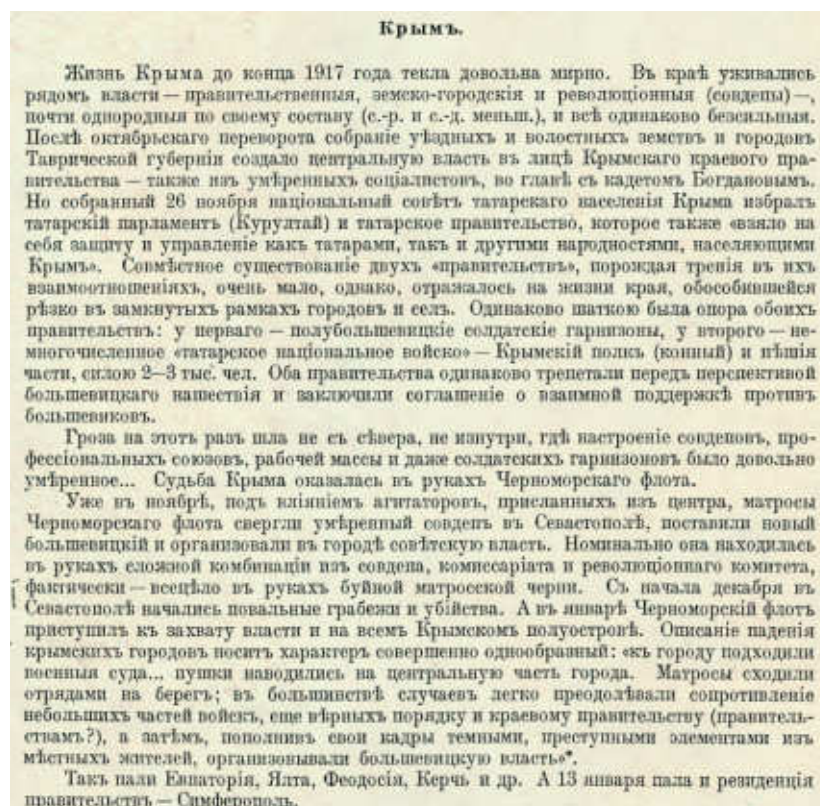 Крымъ.
Жизнь Крыма до конца 1917 года текла довольна мирно. Въ краѣ уживались
рядомъ власти — правительственныя, земско-городскія и революціонныя (совдепы) —,
почти однородныя по своему составу (с.-р. и с.-д. меньш.), и всѣ одинаково безсильныя.
Послѣ октябрьскаго переворота собраніе уѣздныхъ и волостныхъ земствъ и городовъ
Таврической губерніи создало центральную власть въ лицѣ Крымскаго краевого пра-
вительства — также изъ умѣренныхъ соціалистовъ, во главѣ съ кадетомъ Богдановымъ.
Но собранный 26 ноября національный совѣтъ татарскаго населенія Крыма избралъ
татарскій парламентъ (Курултай) и татарское правительство, которое также «взяло на
себя защиту и управленіе какъ татарами, такъ и другими народностями, населяющими
Крымъ». Совмѣстное существованіе двухъ «правительствъ», порождая тренія въ ихъ
взаимоотношеніяхъ, очень мало, однако, отражалось на жизни края, обособившейся
рѣзко въ замкнутыхъ рамкахъ городовъ и селъ. Одинаково шаткою была опора обоихъ
правительствъ: у перваго — полубольшевицкіе солдатскіе гарнизоны, у второго — не-
многочисленное «татарское національное войско» — Крымскій полкъ (конный) и пѣшія
части, силою 2—3 тыс. чел. Оба правительства одинаково трепетали передъ перспективой
большевицкаго нашествія и заключили соглашеніе о взаимной поддержкѣ противъ
большевиковъ.
Гроза на этотъ разъ шла не съ сѣвера, не изнутри, гдѣ настроеніе совдеповъ, про-
фессіональныхъ союзовъ, рабочей массы и даже солдатскихъ гарнизоновъ было довольно
умѣренное... Судьба Крыма оказалась въ рукахъ Черноморскаго флота.
Уже въ ноябрѣ, подъ вліяніемъ агитаторовъ, присланныхъ изъ центра, матросы
Черноморскаго флота свергли умѣренный совдепъ въ Севастополѣ, поставили новый
большевицкій и организовали въ городѣ совѣтскую власть. Номинально она находилась
въ рукахъ сложной комбинаціи изъ совдепа, комиссаріата и революціоннаго комитета,
фактически — всецѣло въ рукахъ буйной матросской черни. Съ начала декабря въ
Севастополѣ начались повальные грабежи и убійства. А въ январѣ Черноморскій флотъ
приступилъ къ захвату власти и на всемъ Крымскомъ полуостровѣ. Описаніе паденія
крымскихъ городовъ носитъ характеръ совершенно однообразный: «къ городу подходили
военныя суда... пушки наводились на центральную часть города. Матросы сходили
отрядами на берегъ; въ большинствѣ случаевъ легко преодолѣвали сопротивленіе
небольшихъ частей войскъ, еще вѣрныхъ порядку и краевому правительству (правитель-
ствамъ?), а затѣмъ, пополнивъ свои кадры темными, преступными элементами изъ
мѣстныхъ жителей, организовывали большевицкую власть»*.
Такъ пали Евпаторія, Ялта, Феодосія, Керчь и др. А 13 января пала и резиденція
правительствъ — Симферополь.